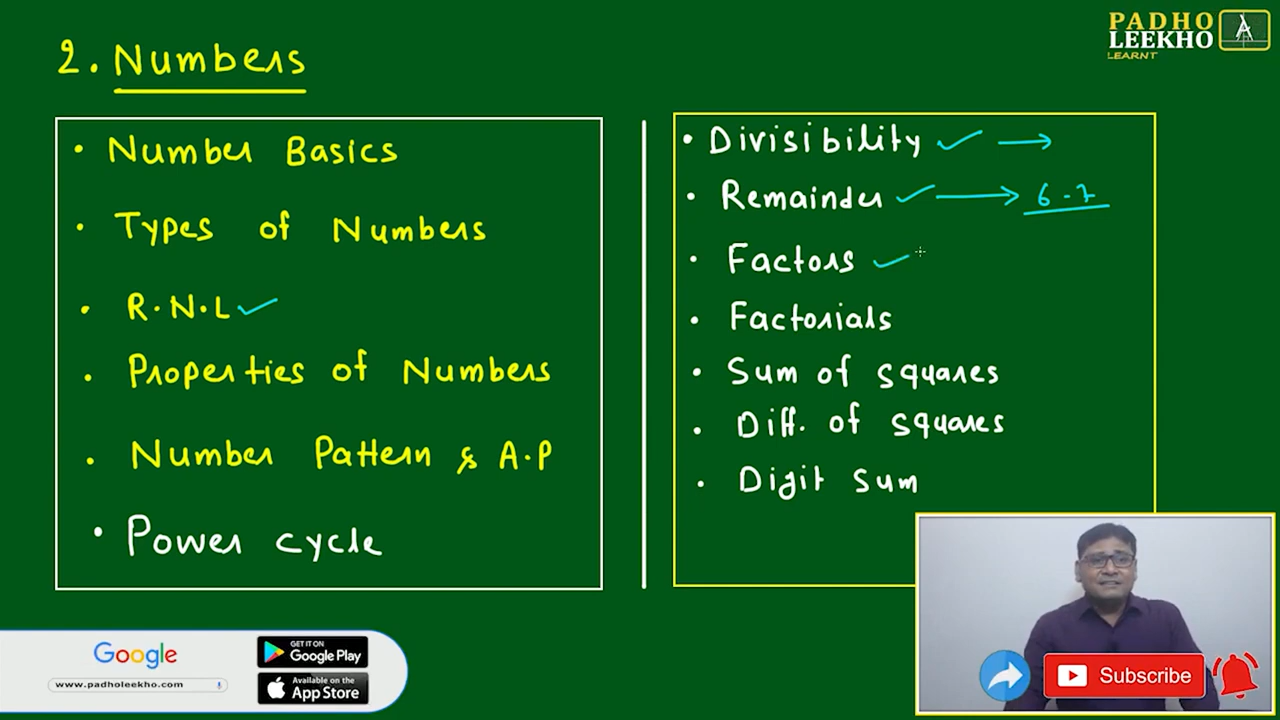 2. Numbers
PADHO
LEEKHO
LEARNT
• Number Basics
• Types of Numbers
• R.N.L ✓
• Properties of Numbers
• Number Pattern & A.P
• Power cycle
• Divisibility ✓ →
• Remainder ✓ → 6-7
• Factors ✓
• Factorials
• Sum of squares
• Diff. of squares
• Digit sum
Google
www.padholeekho.com
GET IT ON
Google Play
Available on the
App Store
Subscribe